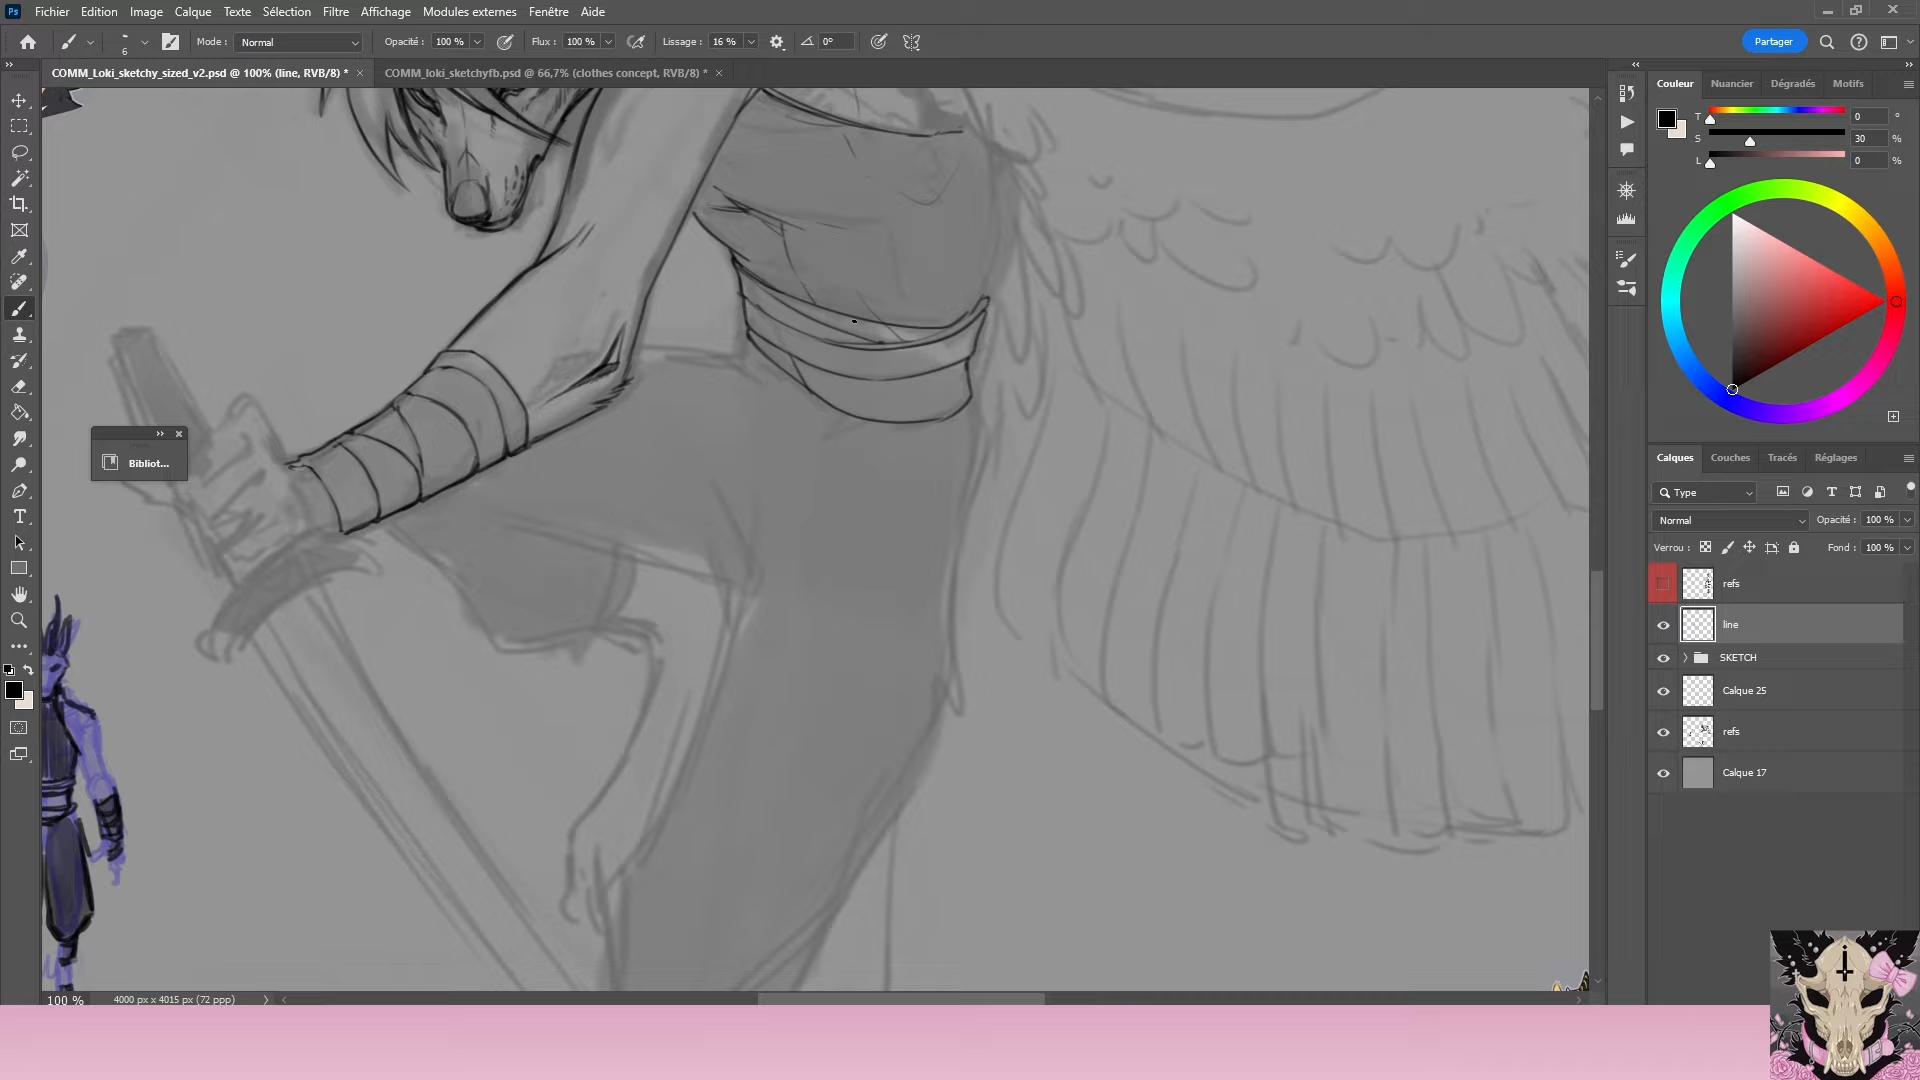 Ps Fichier Edition Image Calque Texte Sélection Filtre Affichage Modules externes Fenêtre Aide
6 Mode : Normal Opacité : 100 % Flux : 100 % Lissage : 16 % 0° Partager
COMM_Loki_sketchy_sized_v2.psd @ 100% (line, RVB/8) * × COMM_loki_sketchyfb.psd @ 66,7% (clothes concept, RVB/8) * ×
Couleur Nuancier Dégradés Motifs
T 0 °
S 30 %
L 0 %
Bibliot...
Calques Couches Tracés Réglages
Type
Normal Opacité : 100 %
Verrou : Fond : 100 %
refs
line
SKETCH
Calque 25
refs
Calque 17
100 % 4000 px x 4015 px (72 ppp)